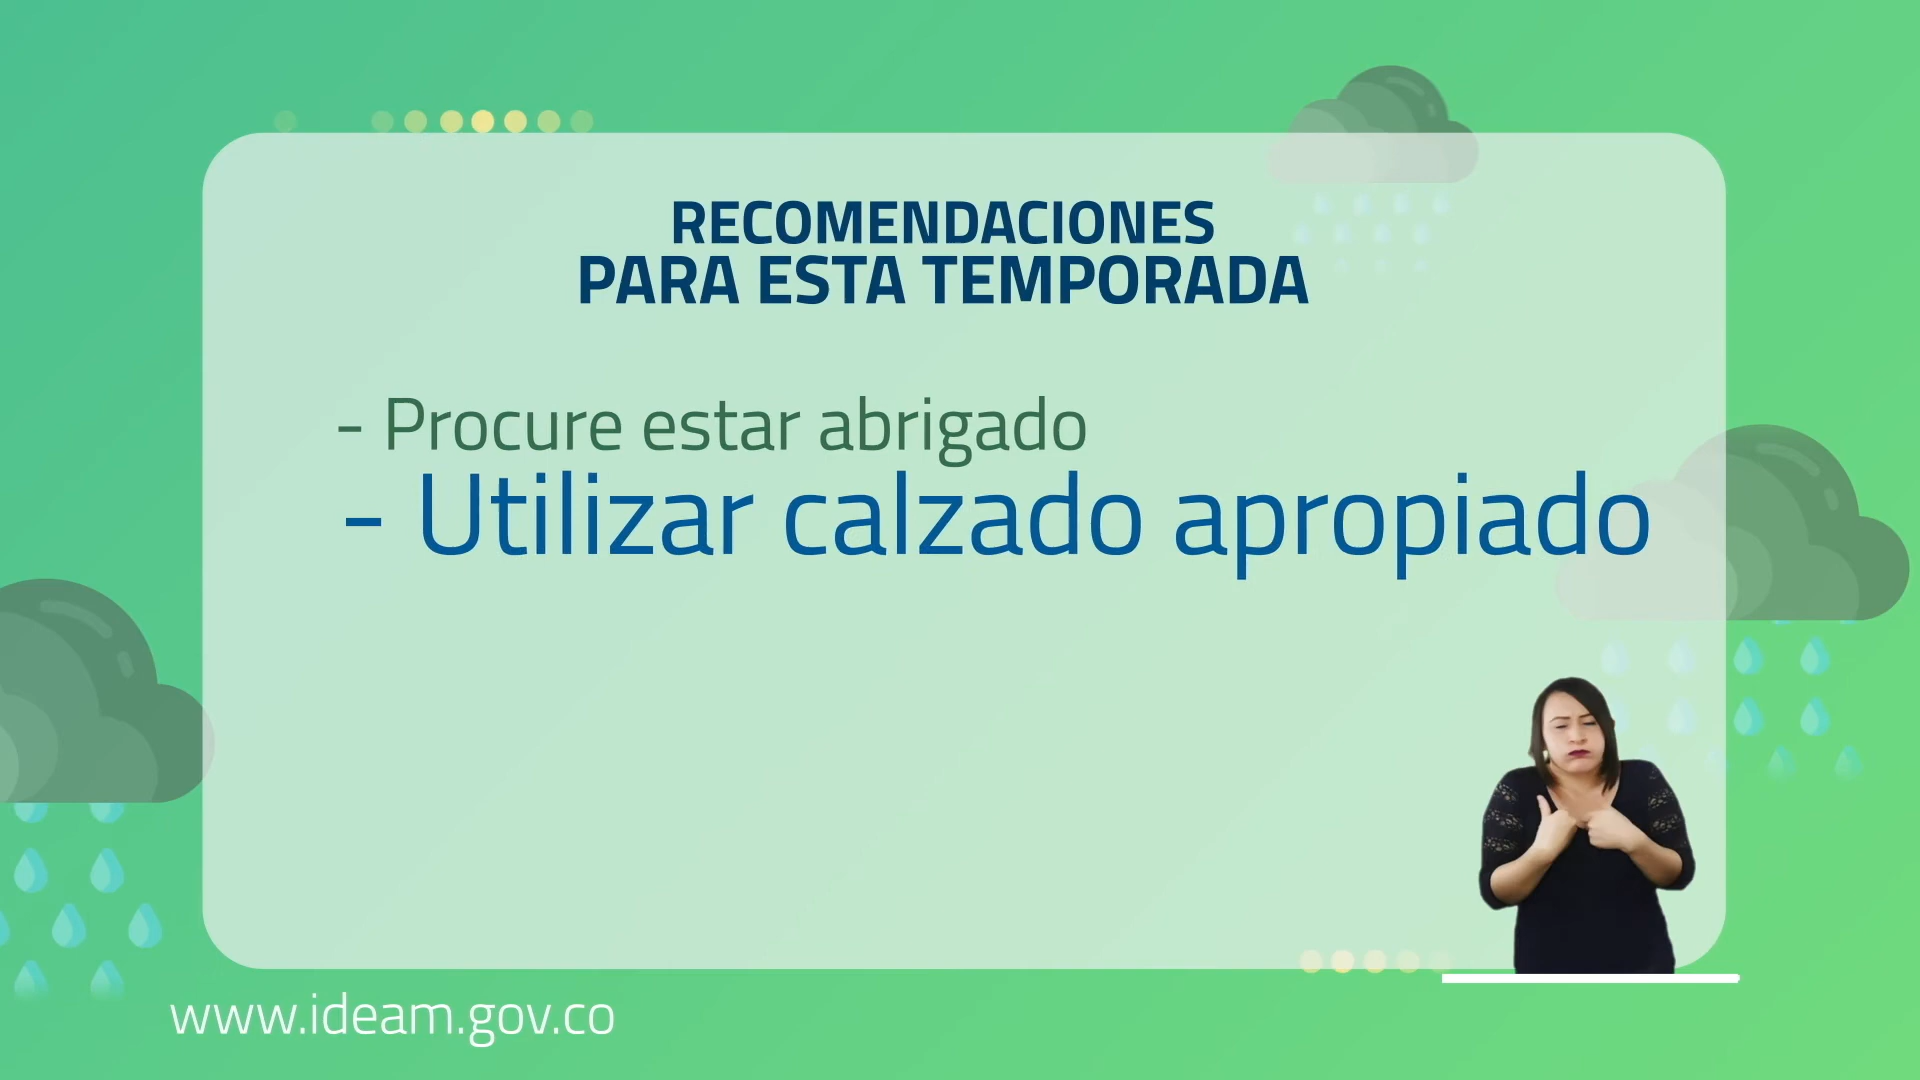 RECOMENDACIONES
PARA ESTA TEMPORADA
- Procure estar abrigado
- Utilizar calzado apropiado
www.ideam.gov.co